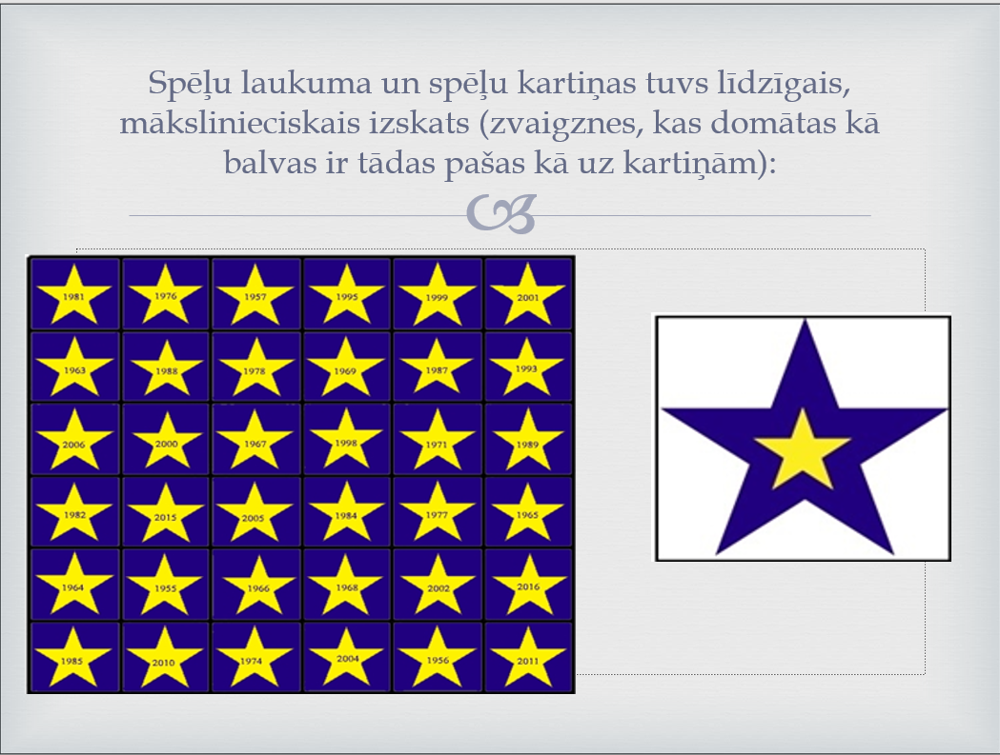 Spēļu laukuma un spēļu kartiņas tuvs līdzīgais,
mākslinieciskais izskats (zvaigznes, kas domātas kā
balvas ir tādas pašas kā uz kartiņām):
1981 1976 1957 1995 1999 2001
1963 1988 1978 1969 1987 1993
2006 2000 1967 1998 1971 1989
1982 2015 2005 1984 1977 1965
1964 1955 1966 1968 2002 2016
1985 2010 1974 2004 1956 2011